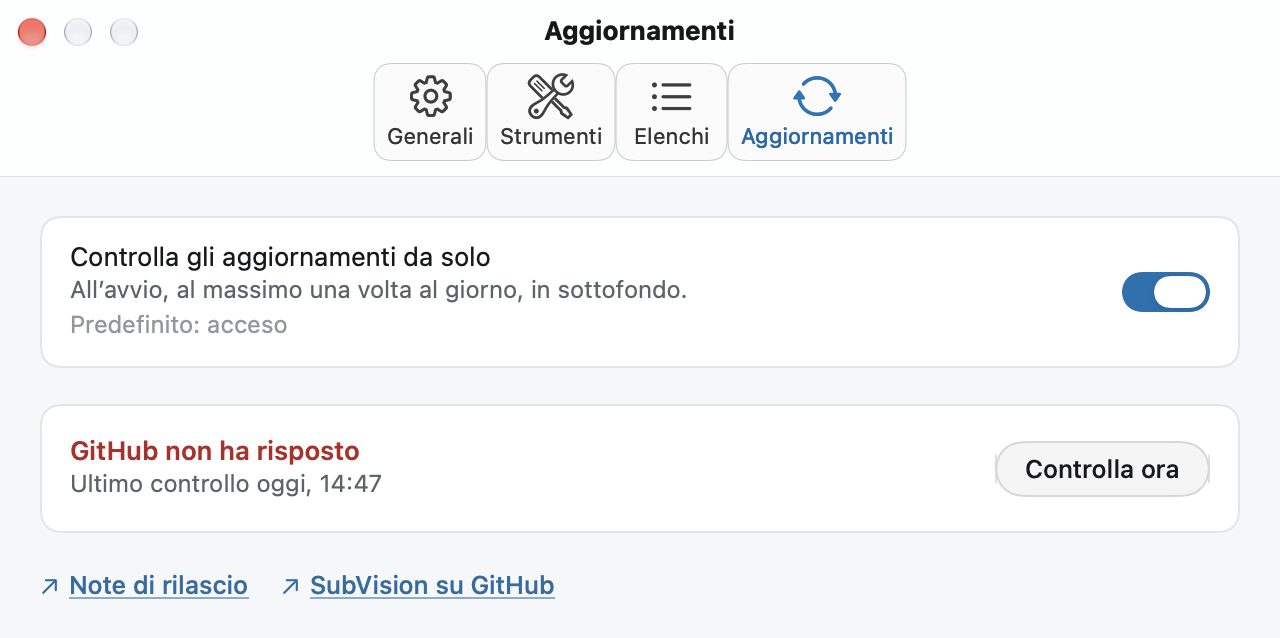 Aggiornamenti
Generali
Strumenti
Elenchi
Aggiornamenti
Controlla gli aggiornamenti da solo
All’avvio, al massimo una volta al giorno, in sottofondo.
Predefinito: acceso
GitHub non ha risposto
Ultimo controllo oggi, 14:47
Controlla ora
Note di rilascio
SubVision su GitHub